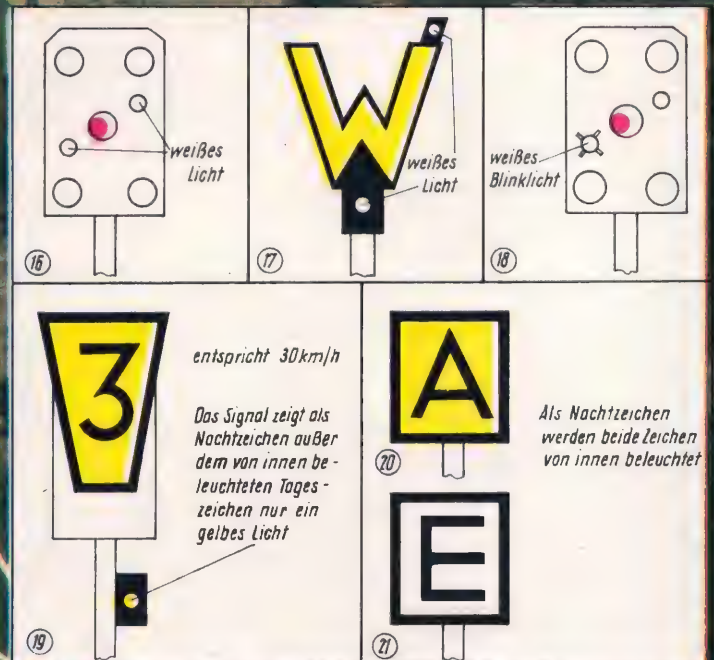 weißes
Licht
16
W
weißes
Licht
17
weißes
Blinklicht
18
3
entspricht 30km/h
Das Signal zeigt als
Nachtzeichen außer
dem von innen be-
leuchteten Tages-
zeichen nur ein
gelbes Licht
19
A
20
Als Nachtzeichen
werden beide Zeichen
von innen beleuchtet
E
21